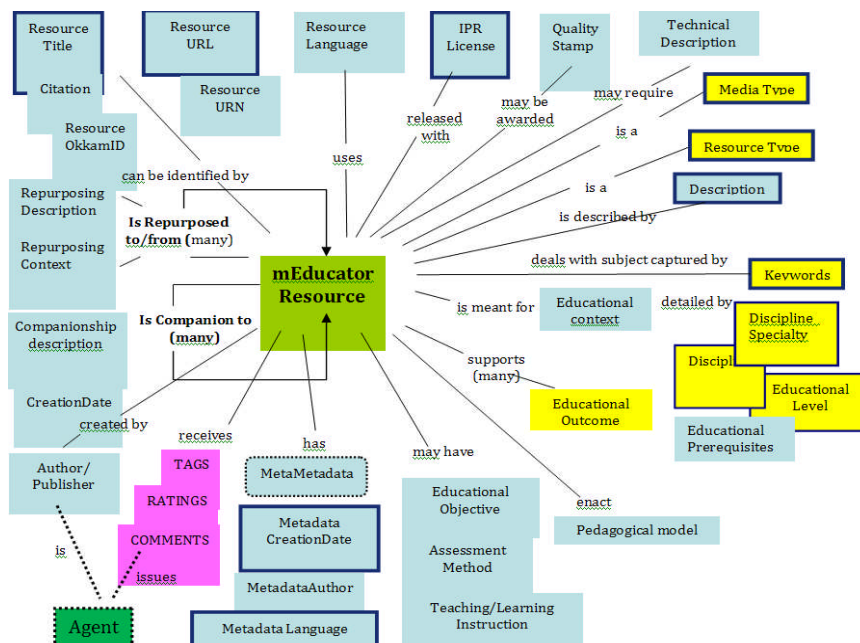 Resource
Title
Resource
URL
Resource
Language
IPR
License
Quality
Stamp
Technical
Description
Citation
Resource
URN
Resource
OkkamID
released
with
may be
awarded
may require
Media Type
is a
Resource Type
uses
can be identified by
is a
Description
Repurposing
Description
Is Repurposed
to/from (many)
is described by
Repurposing
Context
mEducator
Resource
deals with subject captured by
Keywords
Is Companion to
(many)
is meant for
Educational
context
detailed by
Discipline
Specialty
Companionship
description
supports
(many)
Disciplin
Educational
Level
CreationDate
created by
Educational
Outcome
Educational
Prerequisites
receives
has
may have
Author/
Publisher
TAGS
RATINGS
COMMENTS
issues
MetaMetadata
Metadata
CreationDate
MetadataAuthor
Metadata Language
Educational
Objective
Assessment
Method
Teaching/Learning
Instruction
enact
Pedagogical model
is
Agent